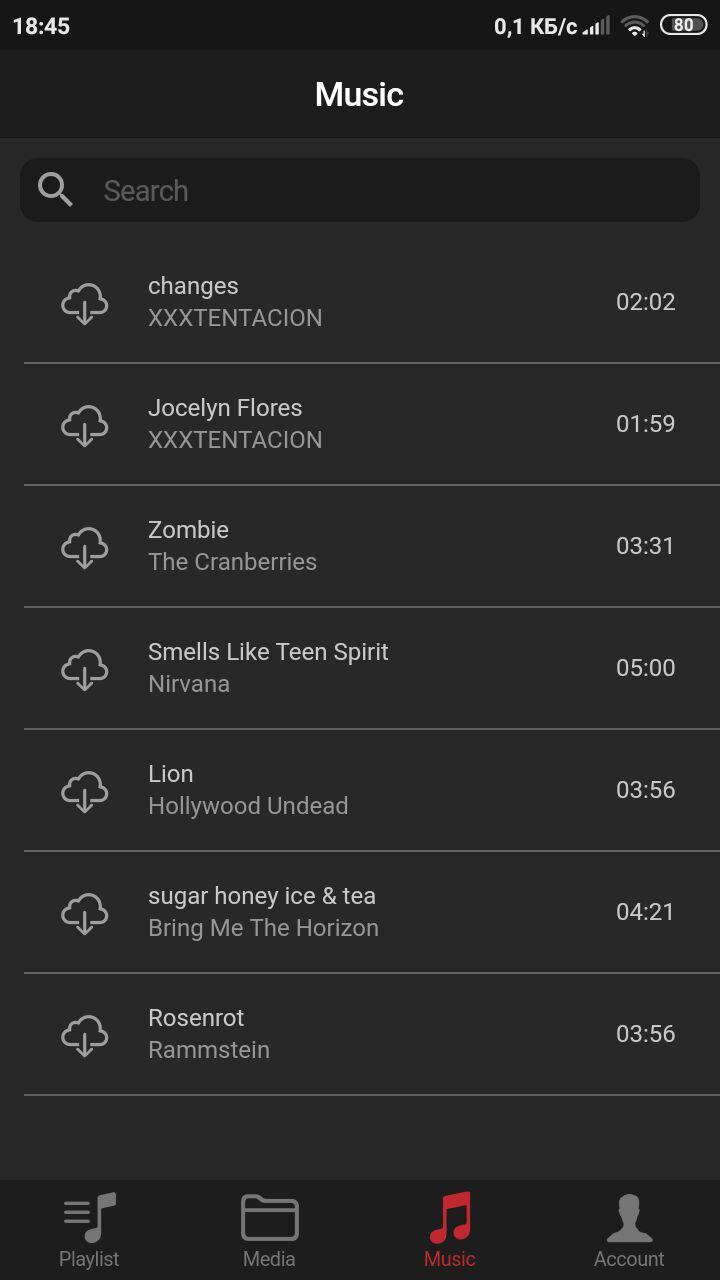 18:45 0,1 КБ/с 80
Music
Search
changes
XXXTENTACION
02:02
Jocelyn Flores
XXXTENTACION
01:59
Zombie
The Cranberries
03:31
Smells Like Teen Spirit
Nirvana
05:00
Lion
Hollywood Undead
03:56
sugar honey ice & tea
Bring Me The Horizon
04:21
Rosenrot
Rammstein
03:56
Playlist Media Music Account